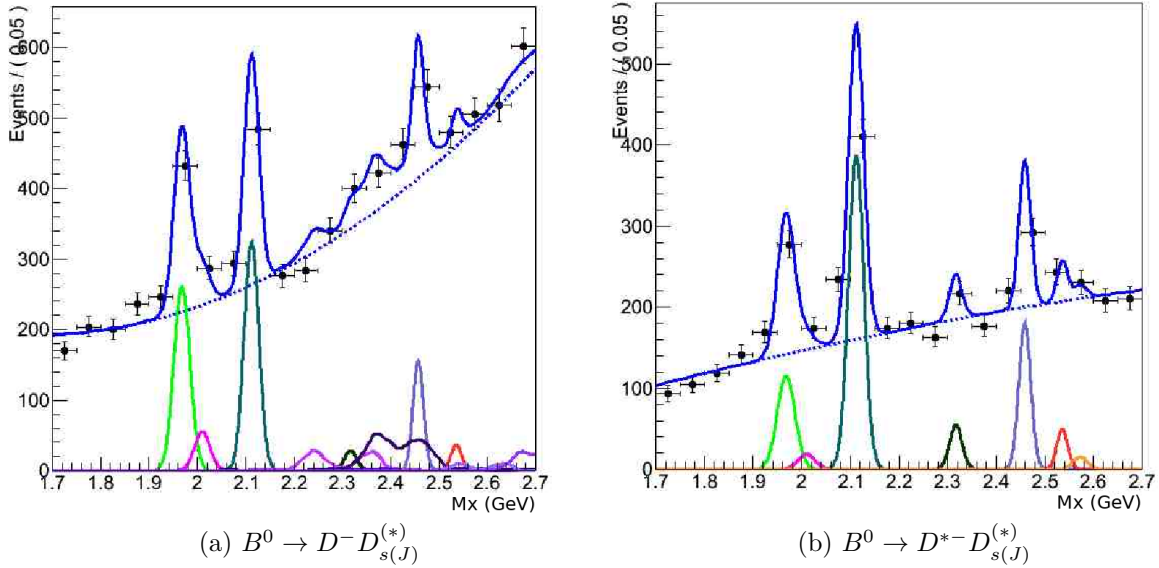 Events / ( 0.05 )
600
500
400
300
200
100
0
1.7 1.8 1.9 2 2.1 2.2 2.3 2.4 2.5 2.6 2.7
Mx (GeV)
(a) B⁰ → D⁻D_{s(J)}^{(*)}
Events / ( 0.05 )
500
400
300
200
100
0
1.7 1.8 1.9 2 2.1 2.2 2.3 2.4 2.5 2.6 2.7
Mx (GeV)
(b) B⁰ → D*⁻D_{s(J)}^{(*)}